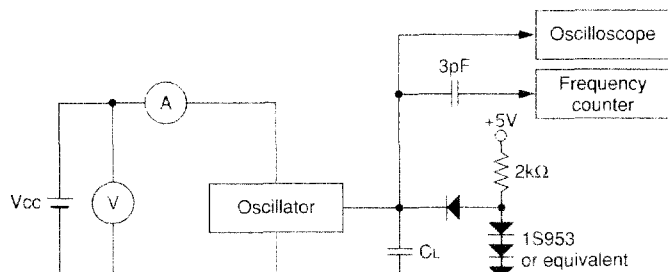 Oscilloscope
3pF
Frequency
counter
A
+5V
2kΩ
Vcc
V
Oscillator
CL
1S953
or equivalent